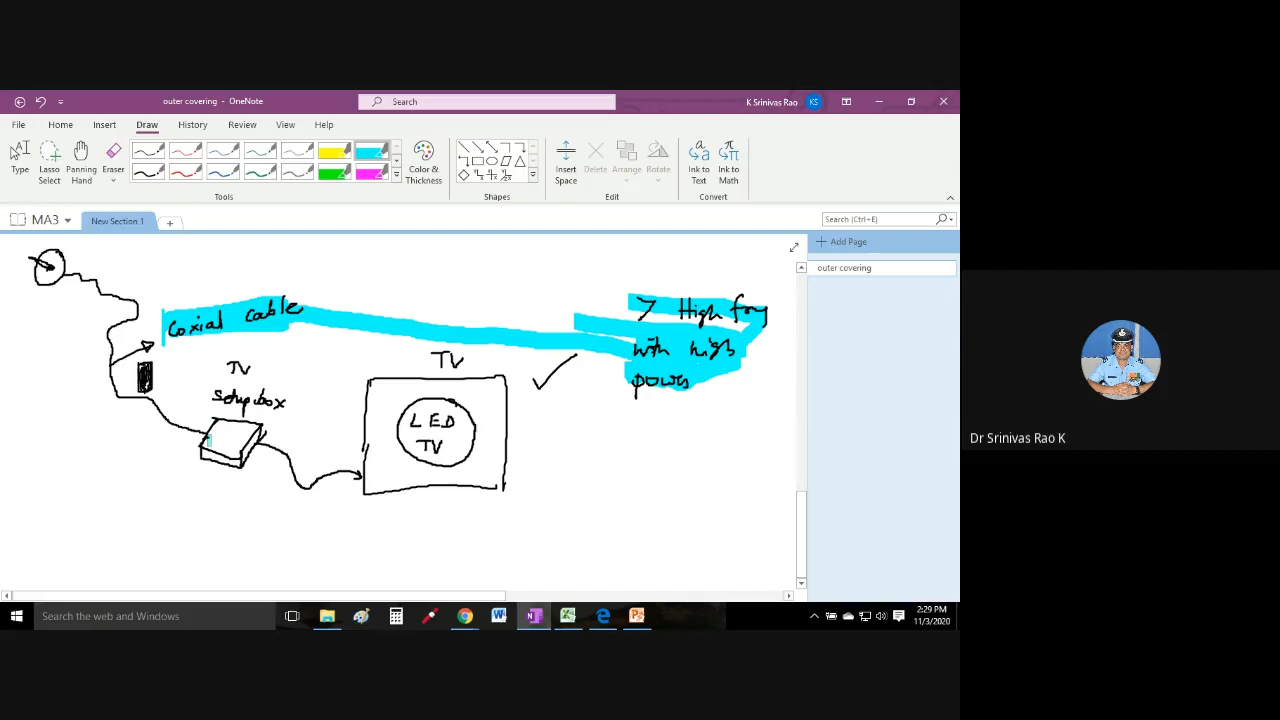 outer covering - OneNote
Search
K Srinivas Rao KS
File Home Insert Draw History Review View Help
Type
Lasso Select
Panning Hand
Eraser
Color & Thickness
Insert Space
Delete
Arrange
Rotate
Ink to Text
Ink to Math
Tools
Shapes
Edit
Convert
MA3
New Section 1
+
Search (Ctrl+E)
+ Add Page
outer covering
Coxial cable
> High
with high
power
TV
TV
LED
TV
Dr Srinivas Rao K
Search the web and Windows
2:29 PM
11/3/2020